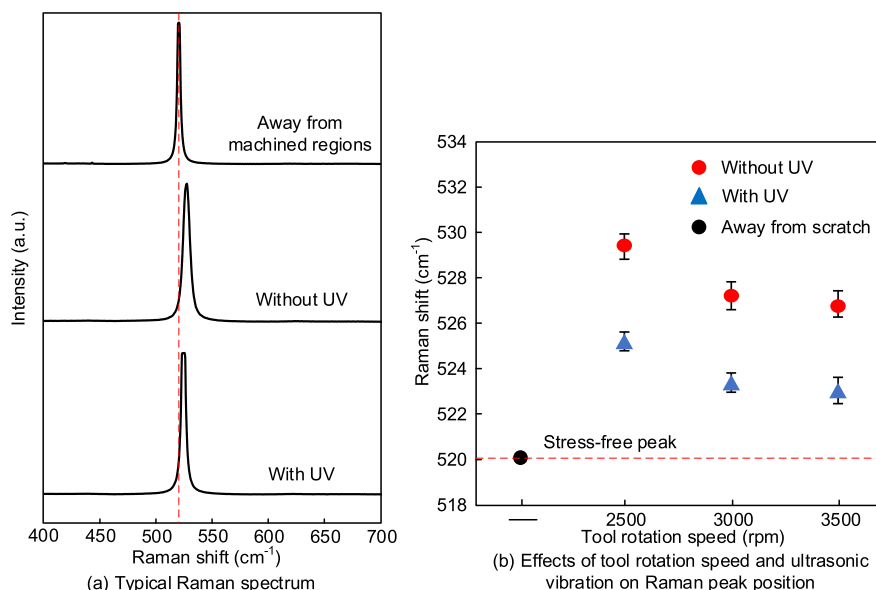 Intensity (a.u.)
Away from
machined regions
Without UV
With UV
400 450 500 550 600 650 700
Raman shift (cm⁻¹)
(a) Typical Raman spectrum
Raman shift (cm⁻¹)
534
532
530
528
526
524
522
520
518
Without UV
With UV
Away from scratch
Stress-free peak
— 2500 3000 3500
Tool rotation speed (rpm)
(b) Effects of tool rotation speed and ultrasonic
vibration on Raman peak position